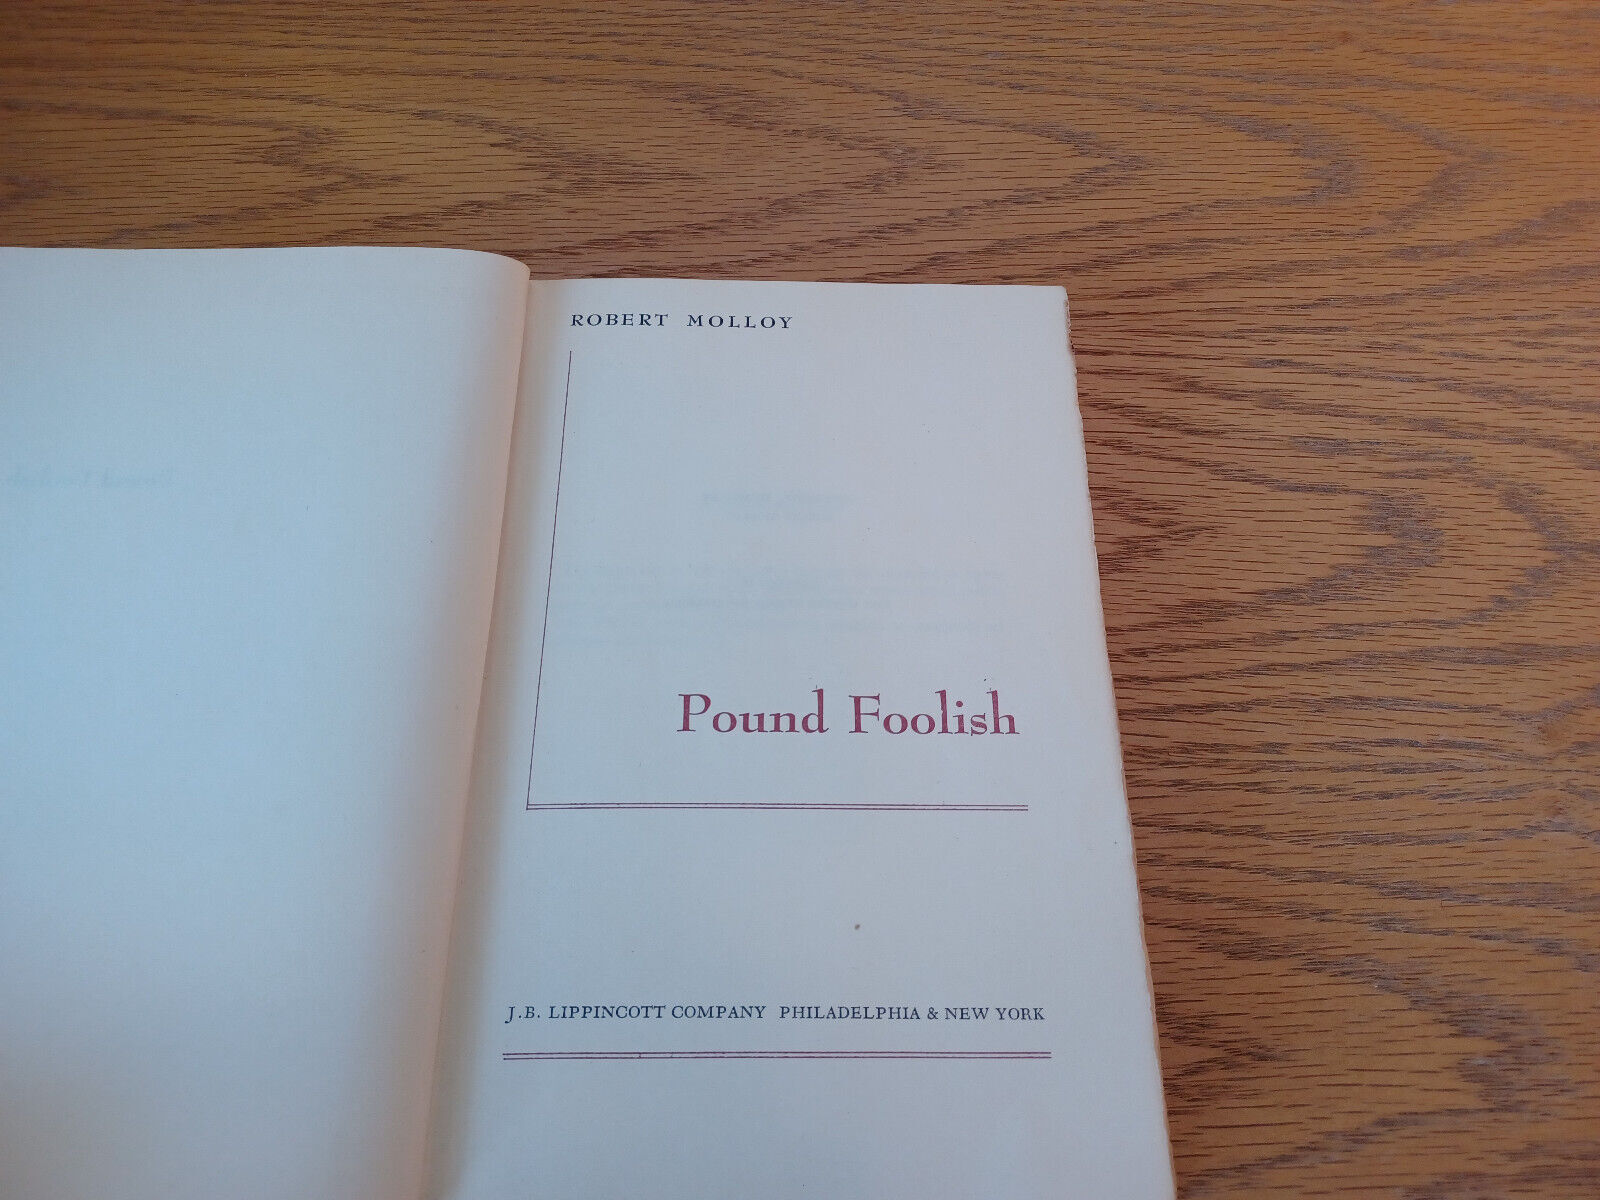 ROBERT MOLLOY
Pound Foolish
J.B. LIPPINCOTT COMPANY PHILADELPHIA & NEW YORK